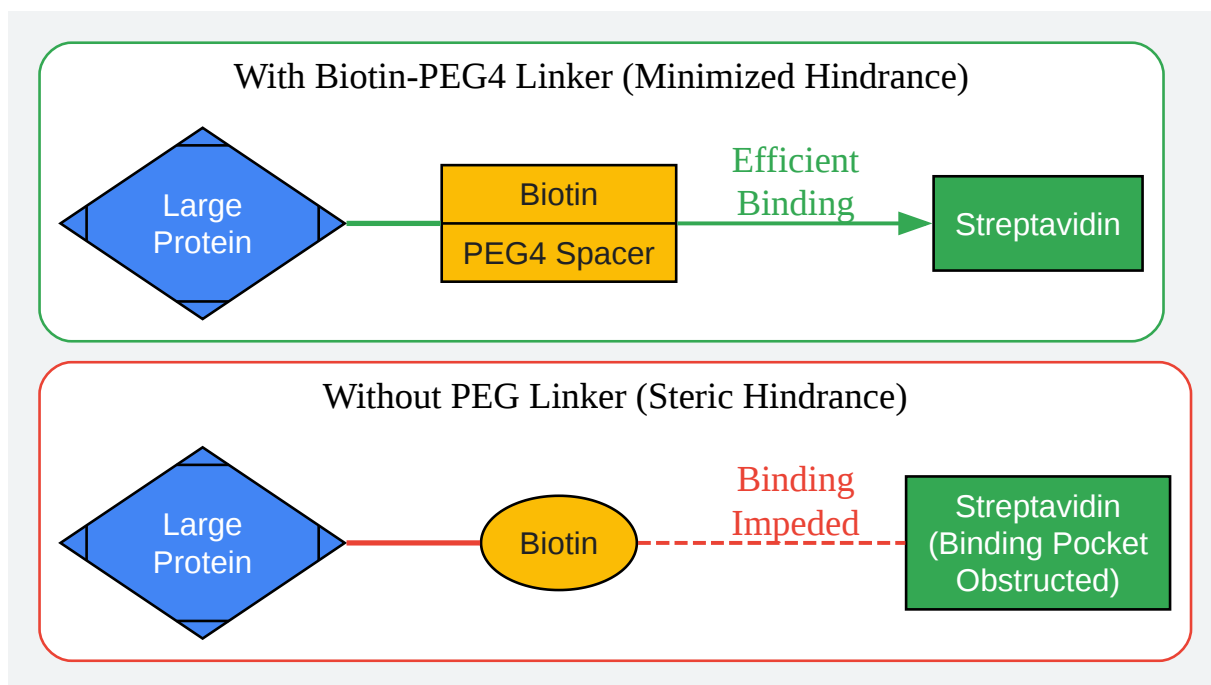 With Biotin-PEG4 Linker (Minimized Hindrance)
Large
Protein
Biotin
PEG4 Spacer
Efficient
Binding
Streptavidin
Without PEG Linker (Steric Hindrance)
Large
Protein
Biotin
Binding
Impeded
Streptavidin
(Binding Pocket
Obstructed)